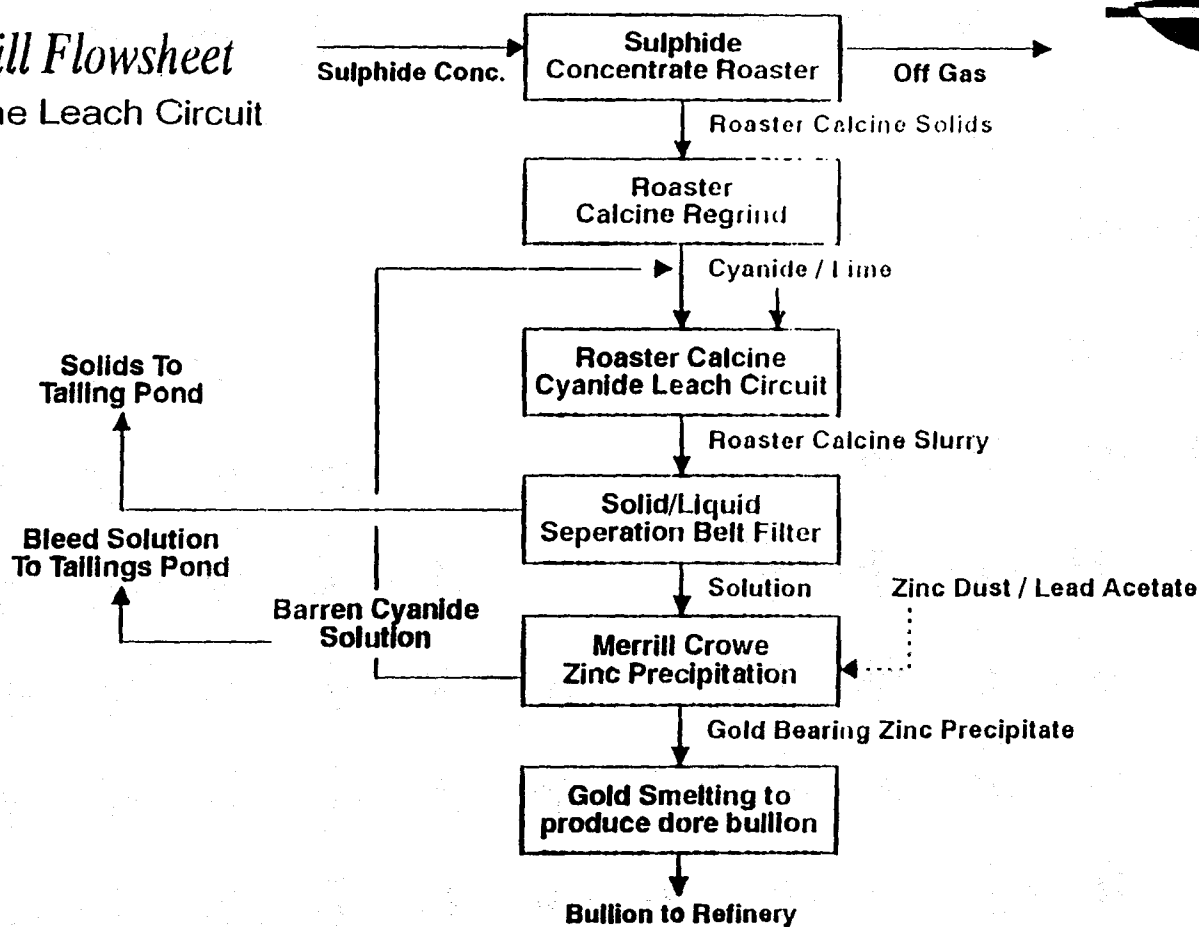 ill Flowsheet
ne Leach Circuit
Sulphide Conc.
Sulphide
Concentrate Roaster
Off Gas
Roaster Calcine Solids
Roaster
Calcine Regrind
Cyanide / Lime
Roaster Calcine
Cyanide Leach Circuit
Solids To
Tailing Pond
Roaster Calcine Slurry
Solid/Liquid
Seperation Belt Filter
Bleed Solution
To Tailings Pond
Solution
Zinc Dust / Lead Acetate
Barren Cyanide
Solution
Merrill Crowe
Zinc Precipitation
Gold Bearing Zinc Precipitate
Gold Smelting to
produce dore bullion
Bullion to Refinery